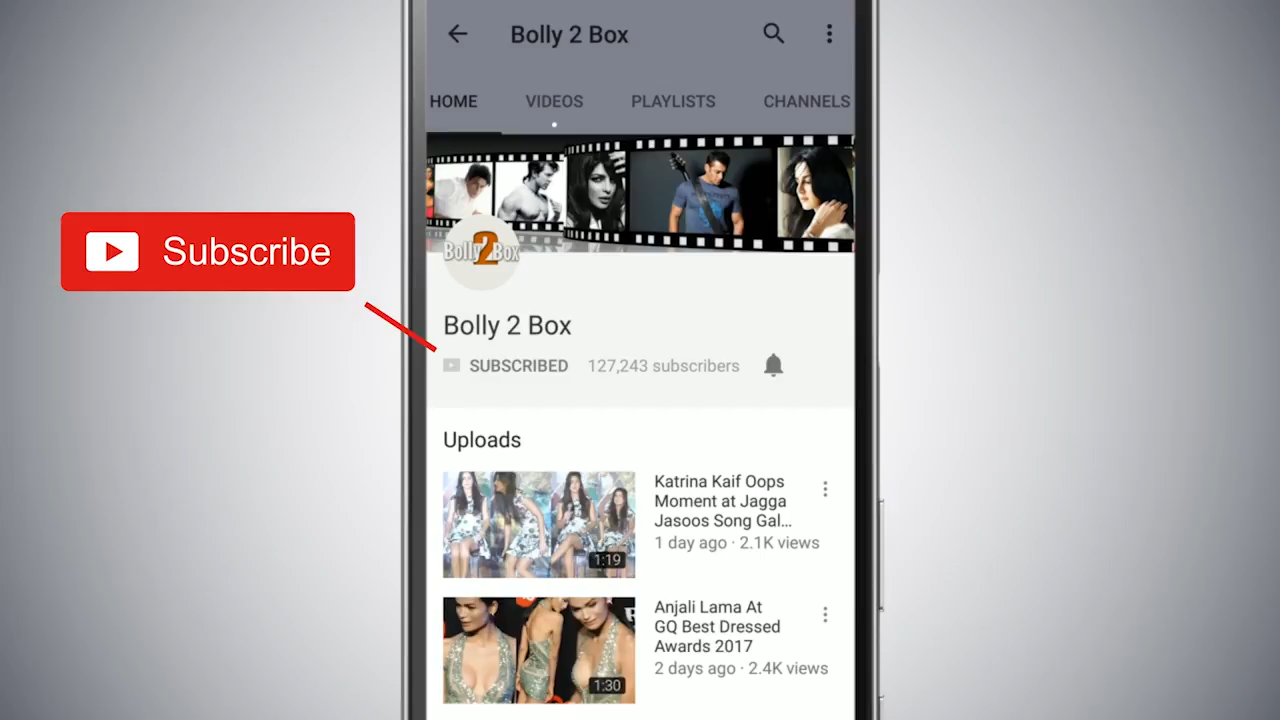 Bolly 2 Box
HOME VIDEOS PLAYLISTS CHANNELS
Bolly2Box
Subscribe
Bolly 2 Box
SUBSCRIBED 127,243 subscribers
Uploads
Katrina Kaif Oops
Moment at Jagga
Jasoos Song Gal...
1 day ago · 2.1K views
1:19
Anjali Lama At
GQ Best Dressed
Awards 2017
2 days ago · 2.4K views
1:30